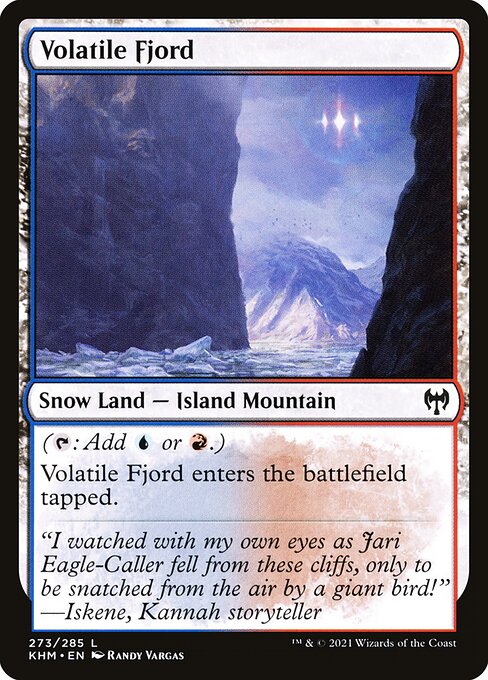 Volatile Fjord
Snow Land — Island Mountain
(: Add or .)
Volatile Fjord enters the battlefield
tapped.
“I watched with my own eyes as Jari
Eagle-Caller fell from these cliffs, only to
be snatched from the air by a giant bird!”
—Iskene, Kannah storyteller
273/285 L
™ & © 2021 Wizards of the Coast
KHM • EN Randy Vargas